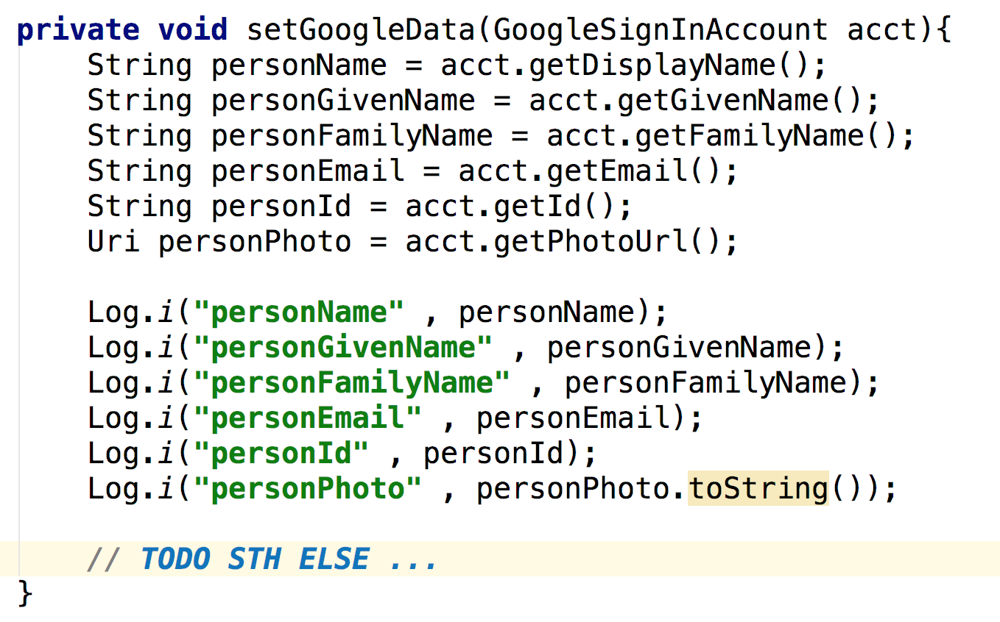 private void setGoogleData(GoogleSignInAccount acct){
    String personName = acct.getDisplayName();
    String personGivenName = acct.getGivenName();
    String personFamilyName = acct.getFamilyName();
    String personEmail = acct.getEmail();
    String personId = acct.getId();
    Uri personPhoto = acct.getPhotoUrl();

    Log.i("personName" , personName);
    Log.i("personGivenName" , personGivenName);
    Log.i("personFamilyName" , personFamilyName);
    Log.i("personEmail" , personEmail);
    Log.i("personId" , personId);
    Log.i("personPhoto" , personPhoto.toString());

    // TODO STH ELSE ...
}